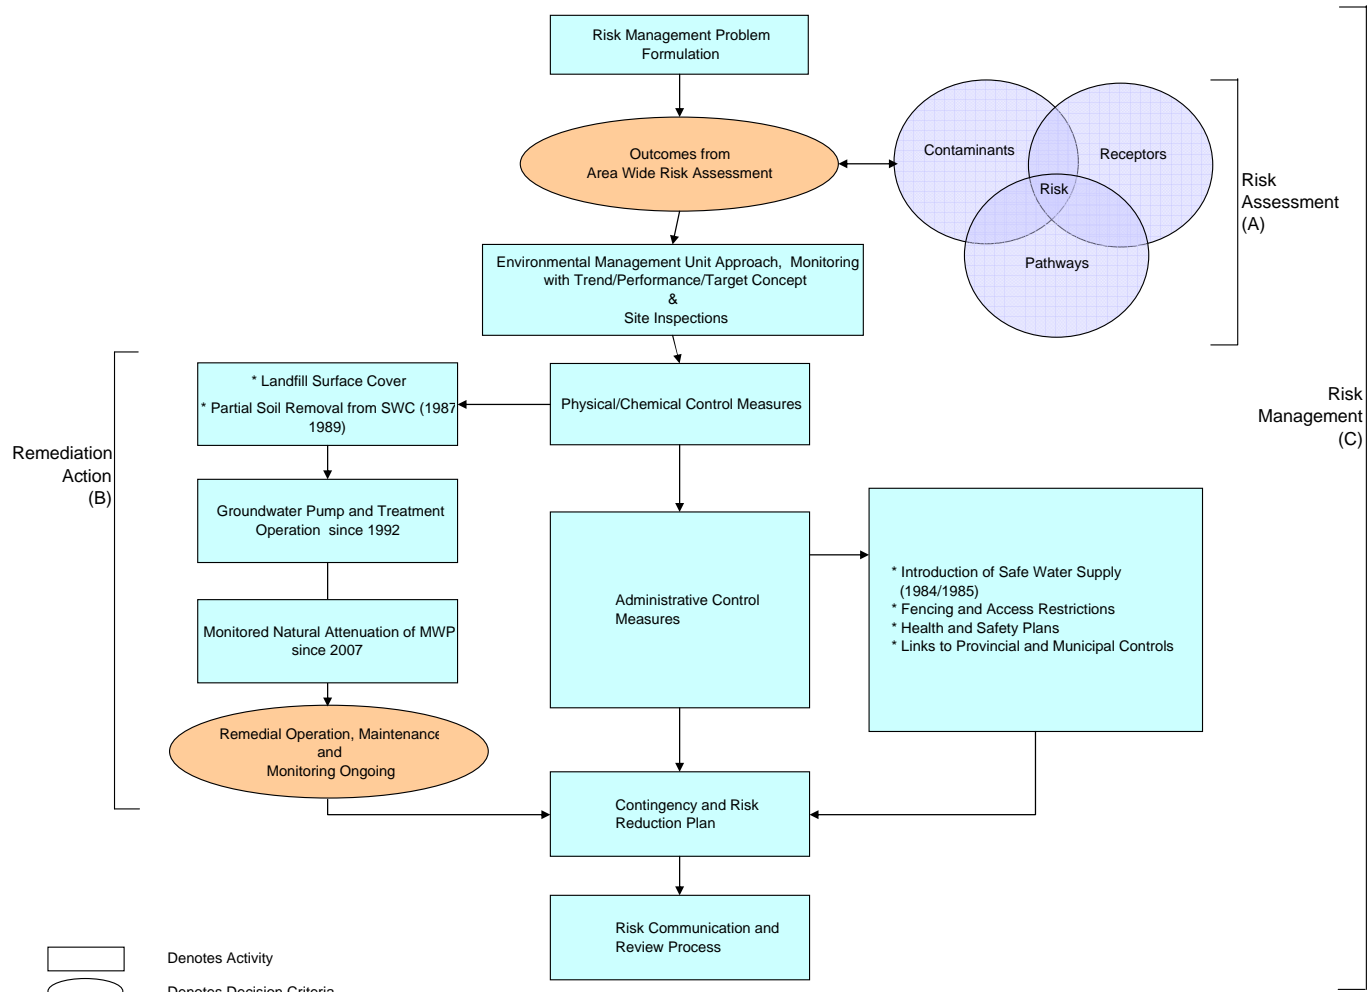 Risk Management Problem
Formulation
Outcomes from
Area Wide Risk Assessment
Contaminants
Receptors
Risk
Pathways
Risk
Assessment
(A)
Environmental Management Unit Approach,  Monitoring
with Trend/Performance/Target Concept
&
Site Inspections
* Landfill Surface Cover
* Partial Soil Removal from SWC (1987
1989)
Physical/Chemical Control Measures
Risk
Management
(C)
Remediation
Action
(B)
Groundwater Pump and Treatment
Operation  since 1992
Administrative Control
Measures
* Introduction of Safe Water Supply
(1984/1985)
* Fencing and Access Restrictions
* Health and Safety Plans
* Links to Provincial and Municipal Controls
Monitored Natural Attenuation of MWP
since 2007
Remedial Operation, Maintenance
and
Monitoring Ongoing
Contingency and Risk
Reduction Plan
Risk Communication and
Review Process
Denotes Activity
Denotes Decision Criteria